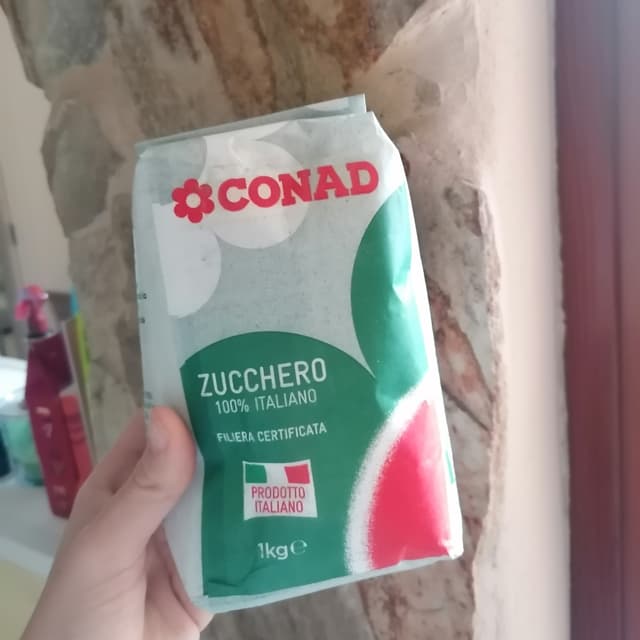 CONAD
ZUCCHERO
100% ITALIANO
FILIERA CERTIFICATA
PRODOTTO
ITALIANO
1kg e